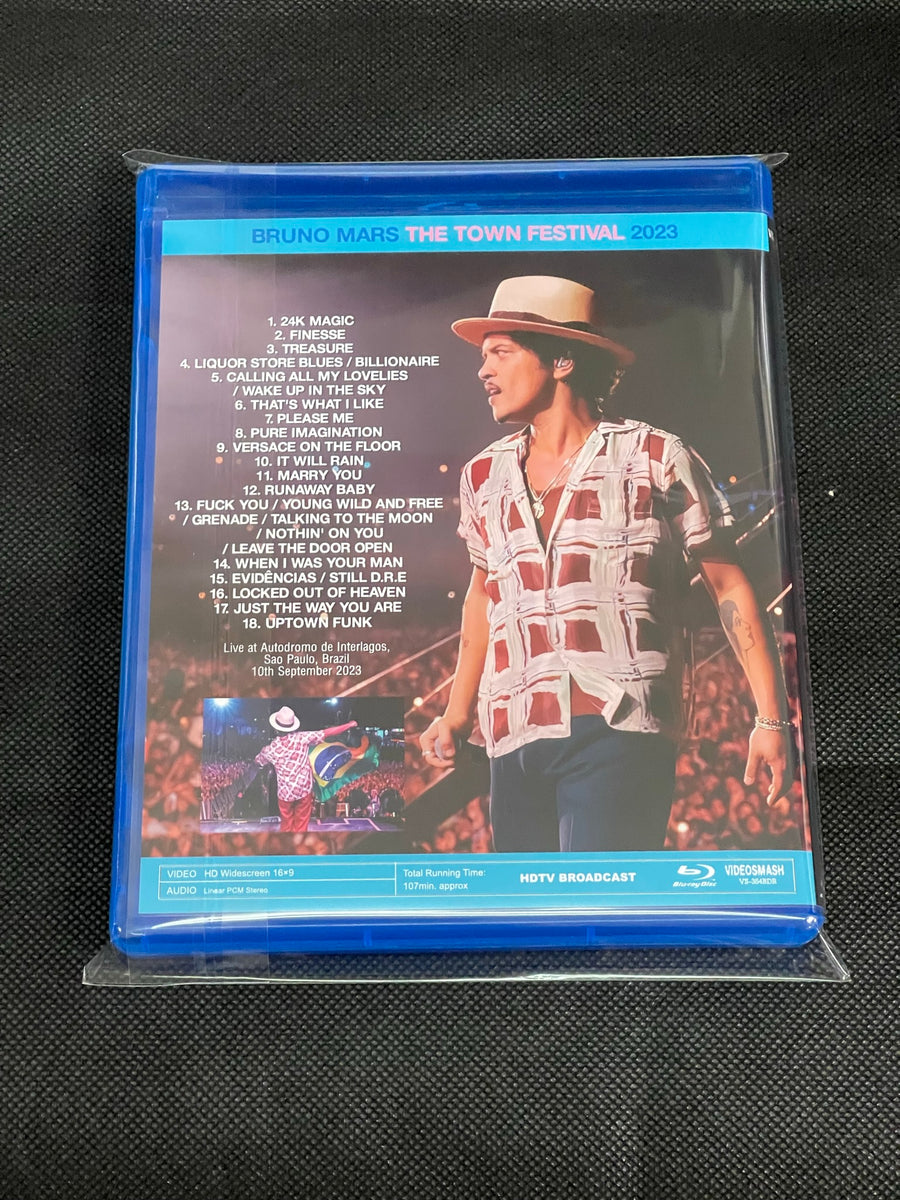 BRUNO MARS THE TOWN FESTIVAL 2023
1. 24K MAGIC
2. FINESSE
3. TREASURE
4. LIQUOR STORE BLUES / BILLIONAIRE
5. CALLING ALL MY LOVELIES
/ WAKE UP IN THE SKY
6. THAT'S WHAT I LIKE
7. PLEASE ME
8. PURE IMAGINATION
9. VERSACE ON THE FLOOR
10. IT WILL RAIN
11. MARRY YOU
12. RUNAWAY BABY
13. FUCK YOU / YOUNG WILD AND FREE
/ GRENADE / TALKING TO THE MOON
/ NOTHIN' ON YOU
/ LEAVE THE DOOR OPEN
14. WHEN I WAS YOUR MAN
15. EVIDÊNCIAS / STILL D.R.E
16. LOCKED OUT OF HEAVEN
17. JUST THE WAY YOU ARE
18. UPTOWN FUNK
Live at Autodromo de Interlagos,
Sao Paulo, Brazil
10th September 2023
VIDEO HD Widescreen 16×9
AUDIO Linear PCM Stereo
Total Running Time:
107min. approx
HDTV BROADCAST
Blu-ray Disc
VIDEOSMASH
VS-354BDR